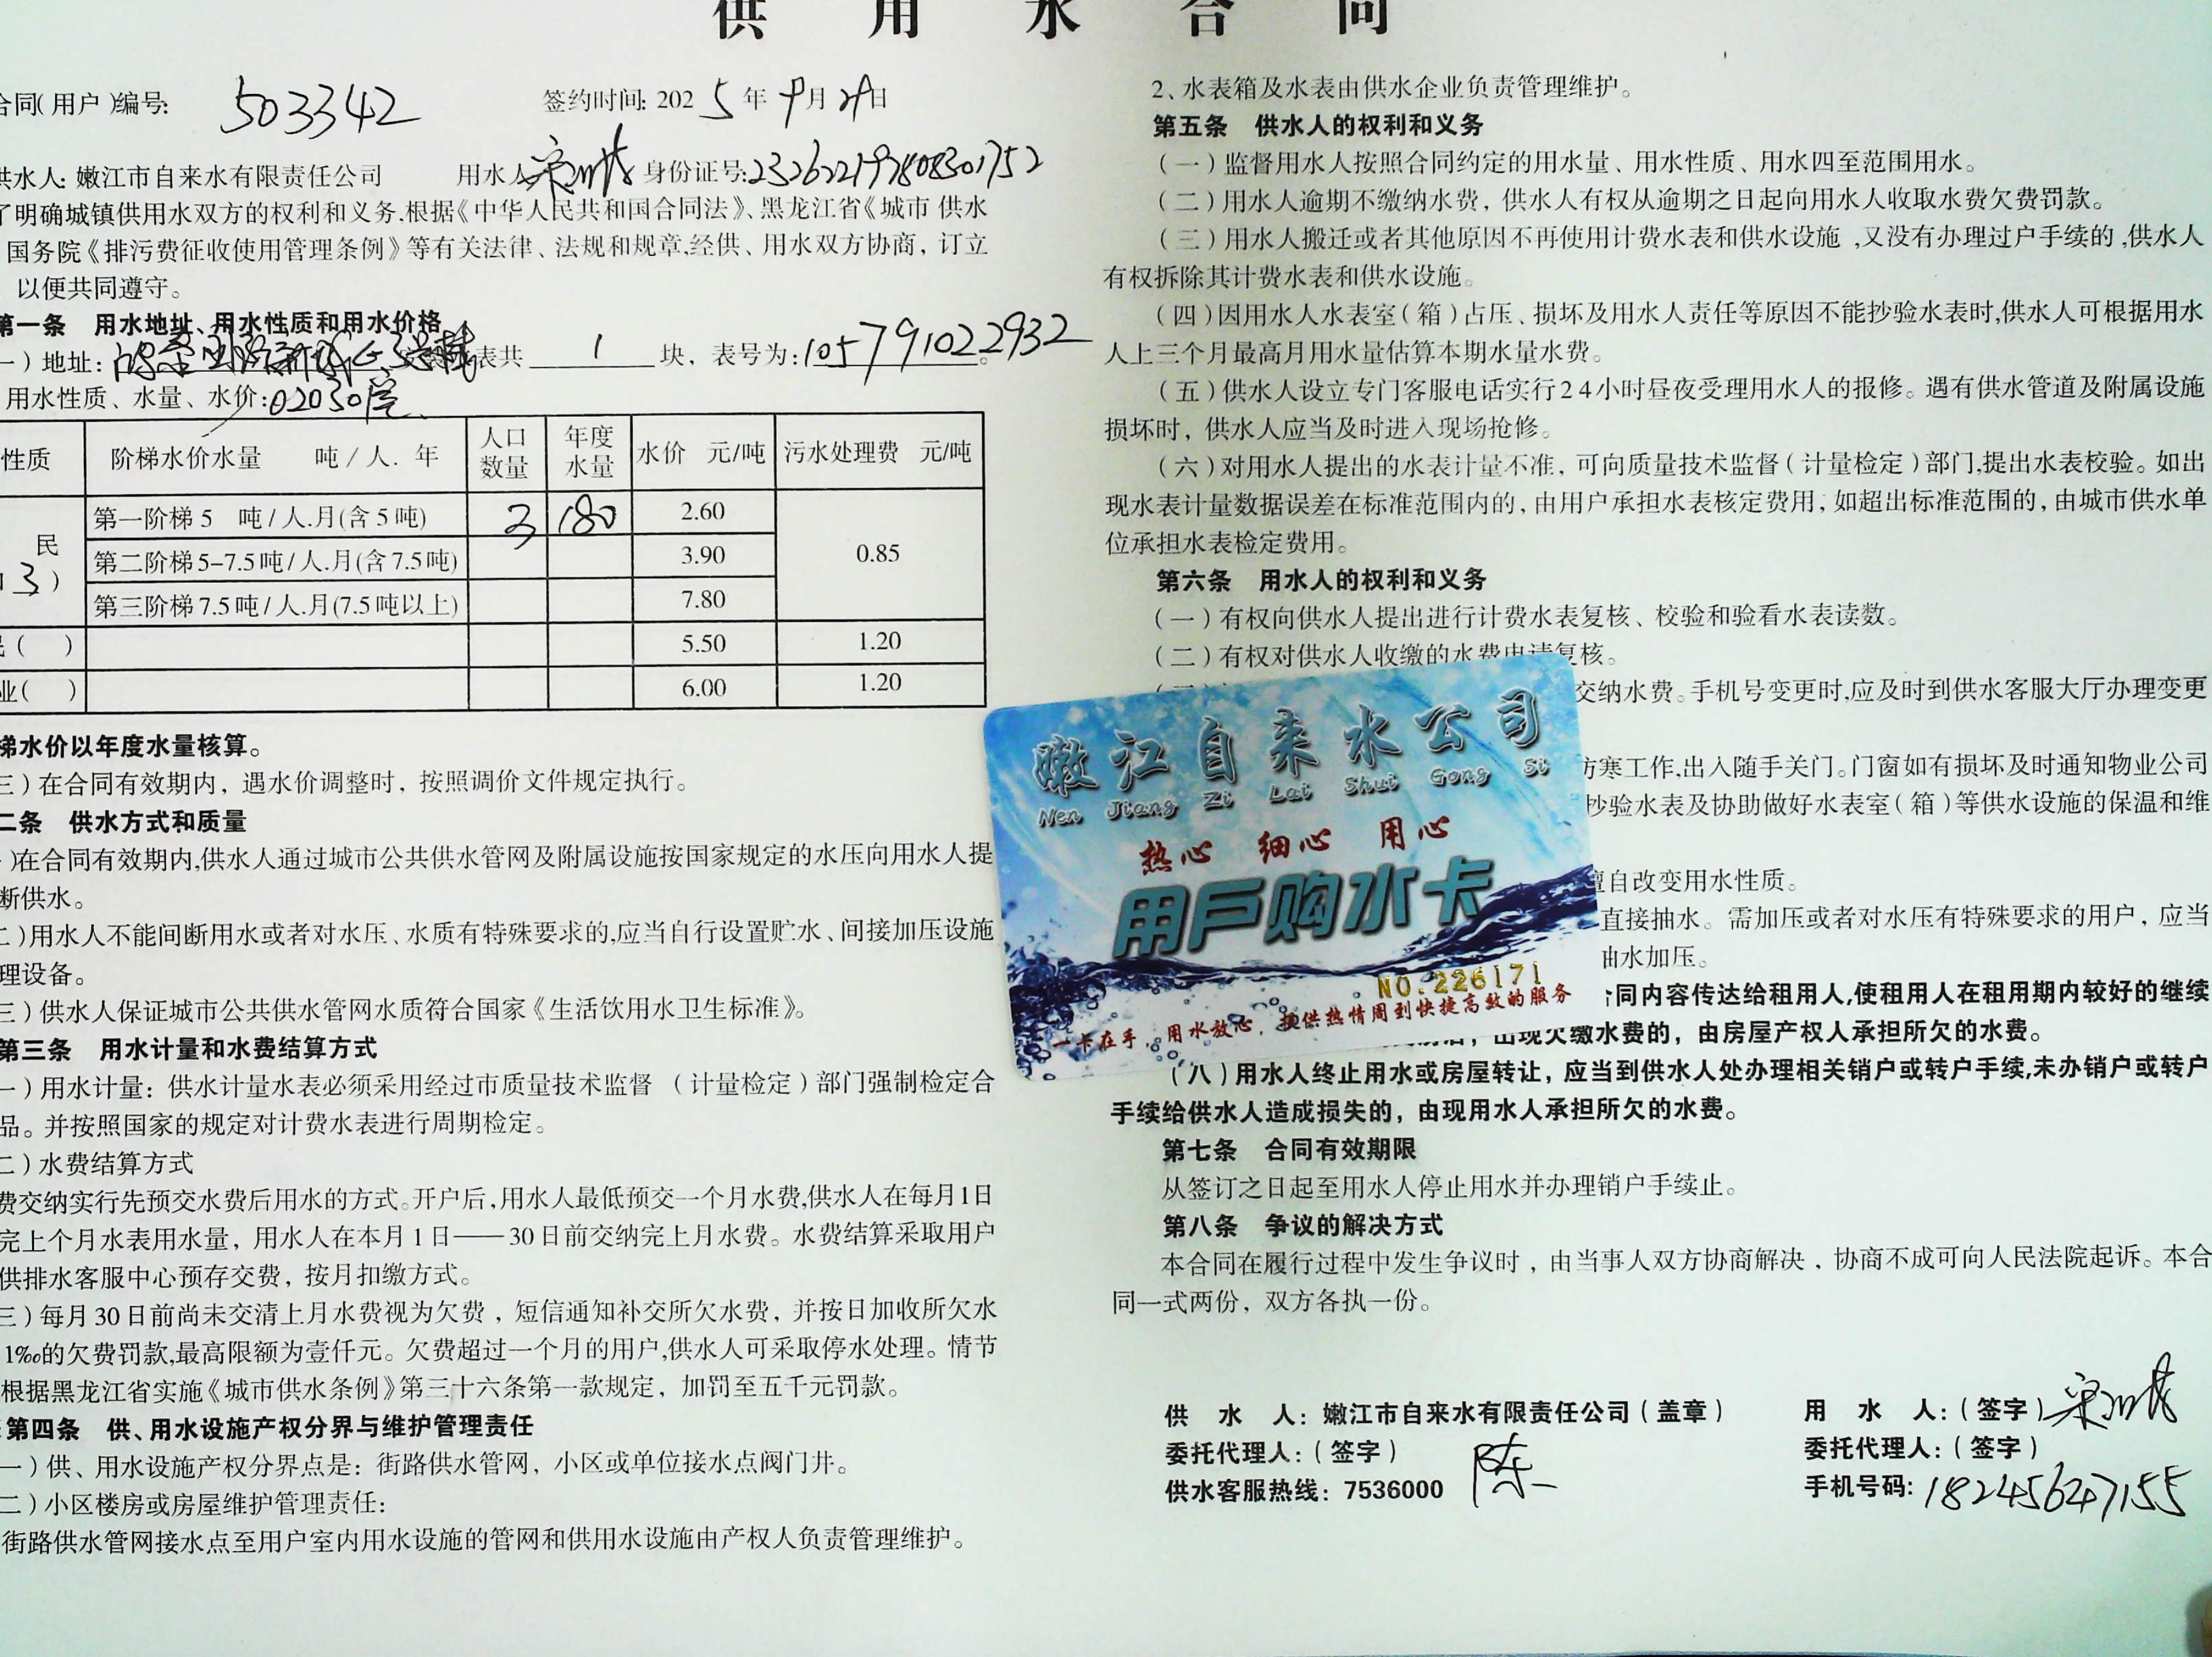 供用水合同
合同(用户)编号: 503342 签约时间: 2025年9月29日
供水人: 嫩江市自来水有限责任公司 用水人 身份证号: 232622197808301752
了明确城镇供用水双方的权利和义务,根据《中华人民共和国合同法》、黑龙江省《城市 供水
国务院《排污费征收使用管理条例》等有关法律、法规和规章,经供、用水双方协商，订立
以便共同遵守。
第一条 用水地址、用水性质和用水价格
一)地址: 表共 1 块，表号为: 105791022932。
用水性质、水量、水价: 02030
性质 阶梯水价水量 吨/人. 年 人口数量 年度水量 水价 元/吨 污水处理费 元/吨
民 3) 第一阶梯 5 吨/人.月(含 5 吨) 3 180 2.60 0.85
第二阶梯 5-7.5 吨/人.月(含 7.5 吨) 3.90
第三阶梯 7.5 吨/人.月(7.5 吨以上) 7.80
民( ) 5.50 1.20
业( ) 6.00 1.20
梯水价以年度水量核算。
三)在合同有效期内，遇水价调整时，按照调价文件规定执行。
二条 供水方式和质量
)在合同有效期内,供水人通过城市公共供水管网及附属设施按国家规定的水压向用水人提
断供水。
二)用水人不能间断用水或者对水压、水质有特殊要求的,应当自行设置贮水、间接加压设施
理设备。
三)供水人保证城市公共供水管网水质符合国家《生活饮用水卫生标准》。
第三条 用水计量和水费结算方式
一)用水计量：供水计量水表必须采用经过市质量技术监督 (计量检定)部门强制检定合
品。并按照国家的规定对计费水表进行周期检定。
二)水费结算方式
费交纳实行先预交水费后用水的方式。开户后,用水人最低预交一个月水费,供水人在每月1日
完上个月水表用水量，用水人在本月 1 日——30 日前交纳完上月水费。水费结算采取用户
供排水客服中心预存交费，按月扣缴方式。
三)每月 30 日前尚未交清上月水费视为欠费，短信通知补交所欠水费，并按日加收所欠水
1‰的欠费罚款,最高限额为壹仟元。欠费超过一个月的用户,供水人可采取停水处理。情节
根据黑龙江省实施《城市供水条例》第三十六条第一款规定，加罚至五千元罚款。
第四条 供、用水设施产权分界与维护管理责任
一)供、用水设施产权分界点是：街路供水管网，小区或单位接水点阀门井。
二)小区楼房或房屋维护管理责任:
街路供水管网接水点至用户室内用水设施的管网和供用水设施由产权人负责管理维护。
2、水表箱及水表由供水企业负责管理维护。
第五条 供水人的权利和义务
(一)监督用水人按照合同约定的用水量、用水性质、用水四至范围用水。
(二)用水人逾期不缴纳水费，供水人有权从逾期之日起向用水人收取水费欠费罚款。
(三)用水人搬迁或者其他原因不再使用计费水表和供水设施,又没有办理过户手续的,供水人
有权拆除其计费水表和供水设施。
(四)因用水人水表室(箱)占压、损坏及用水人责任等原因不能抄验水表时,供水人可根据用水
人上三个月最高月用水量估算本期水量水费。
(五)供水人设立专门客服电话实行24小时昼夜受理用水人的报修。遇有供水管道及附属设施
损坏时，供水人应当及时进入现场抢修。
(六)对用水人提出的水表计量不准，可向质量技术监督(计量检定)部门,提出水表校验。如出
现水表计量数据误差在标准范围内的，由用户承担水表核定费用；如超出标准范围的，由城市供水单
位承担水表检定费用。
第六条 用水人的权利和义务
(一)有权向供水人提出进行计费水表复核、校验和验看水表读数。
(二)有权对供水人收缴的水费申请复核。
交纳水费。手机号变更时,应及时到供水客服大厅办理变更
防寒工作,出入随手关门。门窗如有损坏及时通知物业公司
抄验水表及协助做好水表室(箱)等供水设施的保温和维
擅自改变用水性质。
直接抽水。需加压或者对水压有特殊要求的用户，应当
抽水加压。
合同内容传达给租用人,使租用人在租用期内较好的继续
出现欠缴水费的，由房屋产权人承担所欠的水费。
(八)用水人终止用水或房屋转让，应当到供水人处办理相关销户或转户手续,未办销户或转户
手续给供水人造成损失的，由现用水人承担所欠的水费。
第七条 合同有效期限
从签订之日起至用水人停止用水并办理销户手续止。
第八条 争议的解决方式
本合同在履行过程中发生争议时，由当事人双方协商解决，协商不成可向人民法院起诉。本合
同一式两份，双方各执一份。
供 水 人: 嫩江市自来水有限责任公司(盖章)
委托代理人:(签字) 陈
供水客服热线: 7536000
用 水 人:(签字)
委托代理人:(签字)
手机号码: 18245647155
嫩江自来水公司
Nen Jiang Zi Lai Shui Gong Si
热心 细心 用心
用户购水卡
NO:226171
一卡在手，用水放心，提供热情周到快捷高效的服务